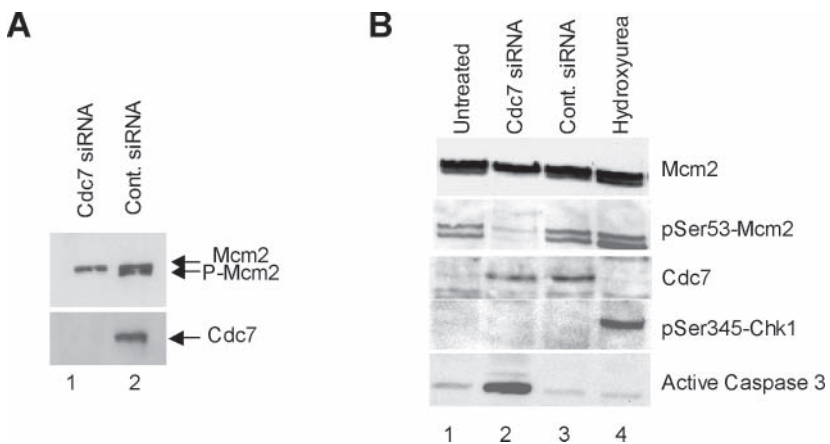 A
Cdc7 siRNA
Cont. siRNA
Mcm2
P-Mcm2
Cdc7
1 2
B
Untreated
Cdc7 siRNA
Cont. siRNA
Hydroxyurea
Mcm2
pSer53-Mcm2
Cdc7
pSer345-Chk1
Active Caspase 3
1 2 3 4